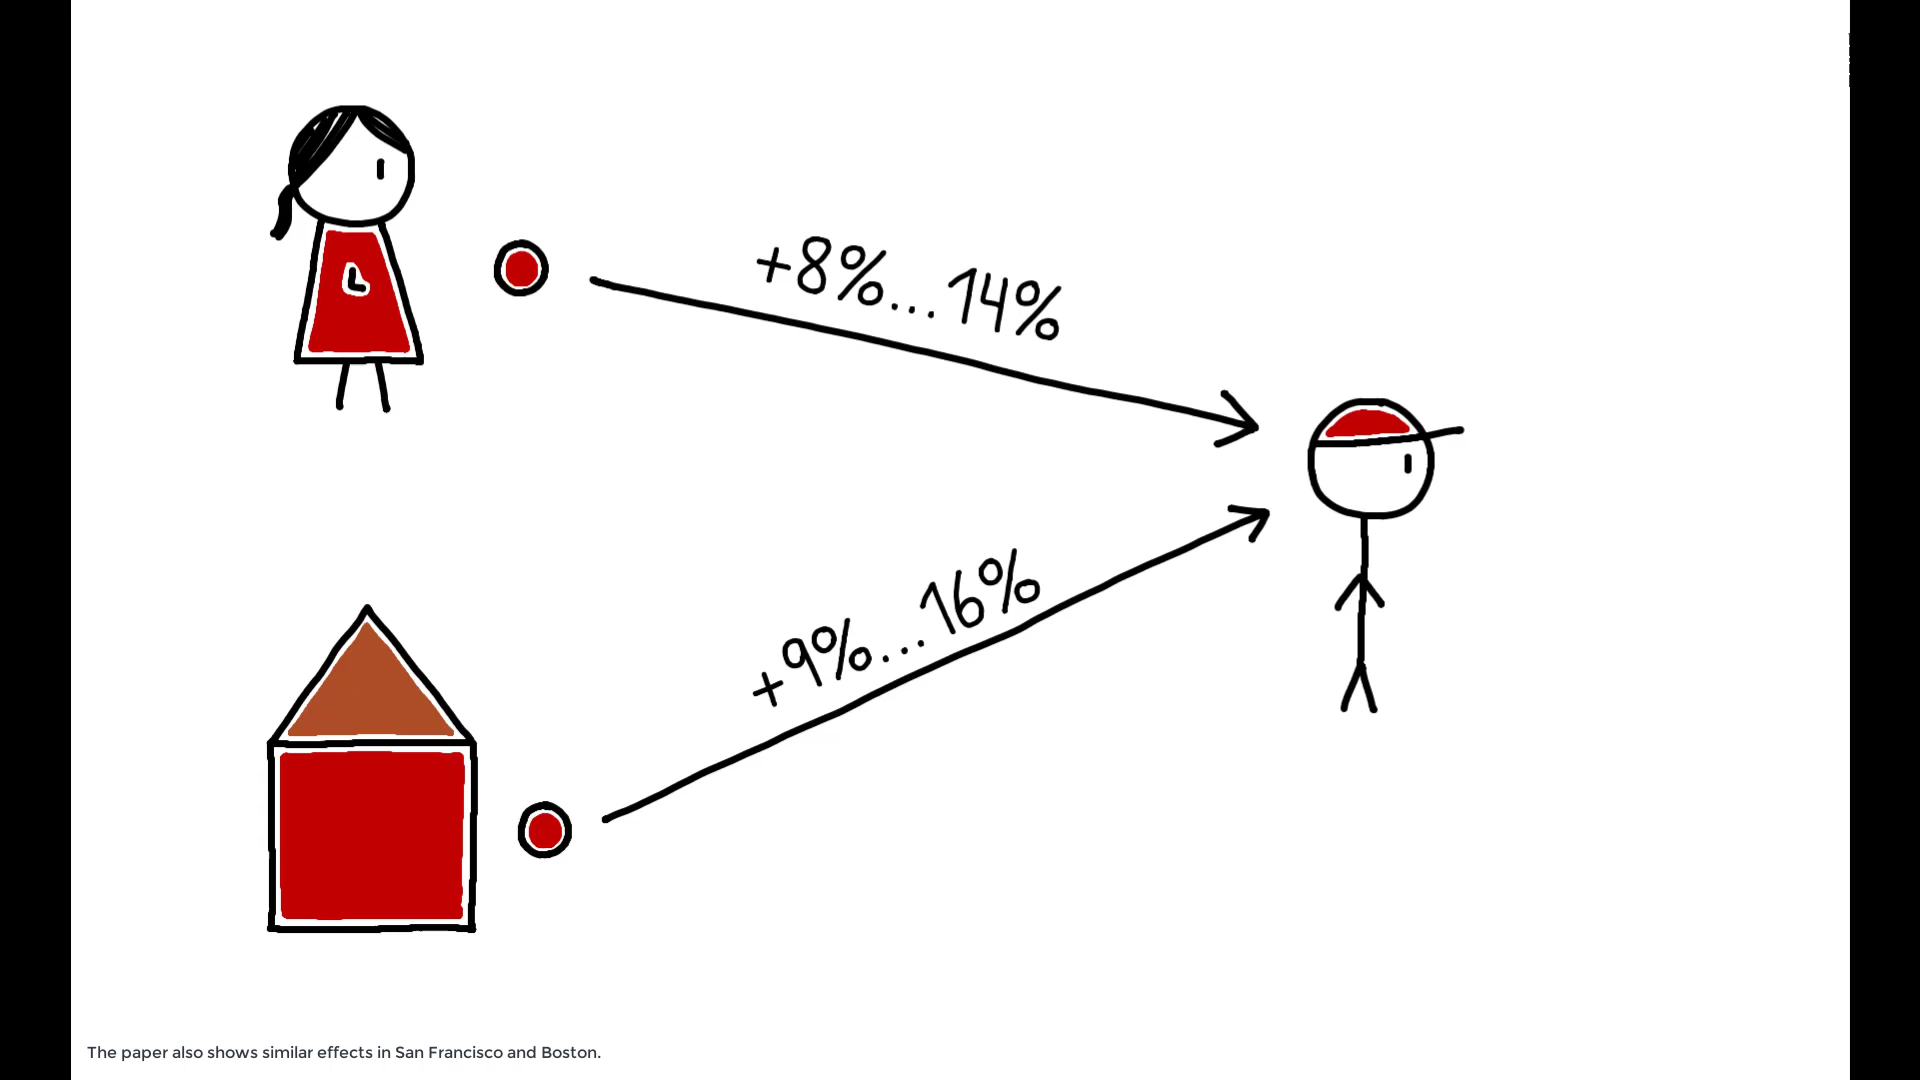 L
+8%...14%
+9%...16%
The paper also shows similar effects in San Francisco and Boston.